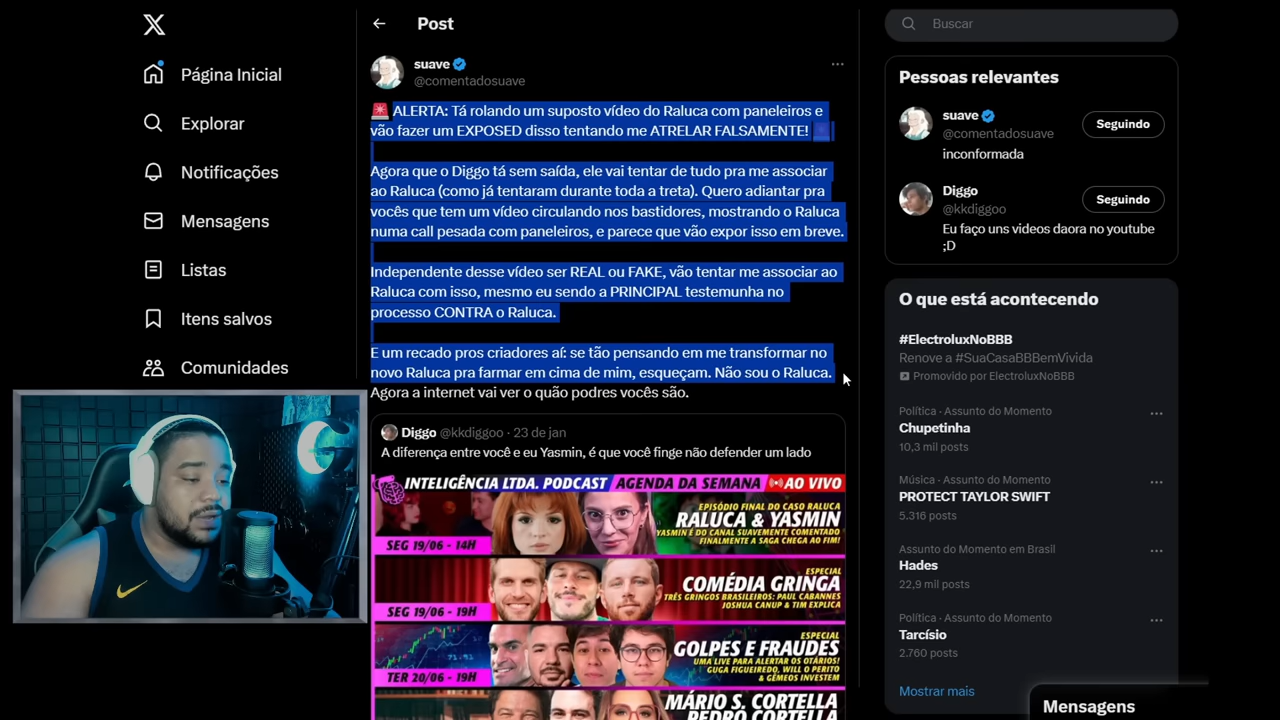 Post
Buscar
Página Inicial
Explorar
Notificações
Mensagens
Listas
Itens salvos
Comunidades
suave
@comentadosuave
ALERTA: Tá rolando um suposto vídeo do Raluca com paneleiros e
vão fazer um EXPOSED disso tentando me ATRELAR FALSAMENTE!
Agora que o Diggo tá sem saída, ele vai tentar de tudo pra me associar
ao Raluca (como já tentaram durante toda a treta). Quero adiantar pra
vocês que tem um vídeo circulando nos bastidores, mostrando o Raluca
numa call pesada com paneleiros, e parece que vão expor isso em breve.
Independente desse vídeo ser REAL ou FAKE, vão tentar me associar ao
Raluca com isso, mesmo eu sendo a PRINCIPAL testemunha no
processo CONTRA o Raluca.
E um recado pros criadores aí: se tão pensando em me transformar no
novo Raluca pra farmar em cima de mim, esqueçam. Não sou o Raluca.
Agora a internet vai ver o quão podres vocês são.
Diggo @kkdiggoo · 23 de jan
A diferença entre você e eu Yasmin, é que você finge não defender um lado
INTELIGÊNCIA LTDA. PODCAST AGENDA DA SEMANA AO VIVO
EPISÓDIO FINAL DO CASO RALUCA
RALUCA & YASMIN
YASMIN É DO CANAL SUAVEMENTE COMENTADO
FINALMENTE A SAGA CHEGA AO FIM!
SEG 19/06 - 14H
ESPECIAL
COMÉDIA GRINGA
TRÊS GRINGOS BRASILEIROS: PAUL CABANNES
JOSHUA CANUP & TIM EXPLICA
SEG 19/06 - 19H
ESPECIAL
GOLPES E FRAUDES
UMA LIVE PARA ALERTAR OS OTÁRIOS!
GUGA FIGUEIREDO, WILL O PERITO
& GÊMEOS INVESTEM
TER 20/06 - 19H
MÁRIO S. CORTELLA
PEDRO CORTELLA
Pessoas relevantes
suave
@comentadosuave
Seguindo
inconformada
Diggo
@kkdiggoo
Seguindo
Eu faço uns videos daora no youtube
;D
O que está acontecendo
#ElectroluxNoBBB
Renove a #SuaCasaBBBemVivida
Promovido por ElectroluxNoBBB
Política · Assunto do Momento
Chupetinha
10,3 mil posts
Música · Assunto do Momento
PROTECT TAYLOR SWIFT
5.316 posts
Assunto do Momento em Brasil
Hades
22,9 mil posts
Política · Assunto do Momento
Tarcísio
2.760 posts
Mostrar mais
Mensagens